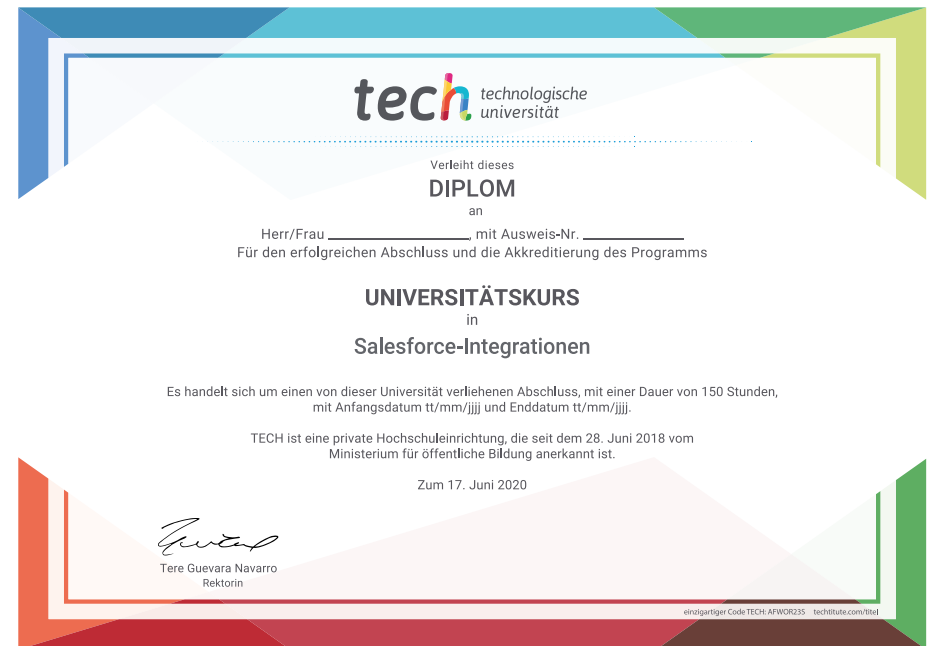 tech technologische
universität
Verleiht dieses
DIPLOM
an
Herr/Frau ____________________, mit Ausweis-Nr. ______________
Für den erfolgreichen Abschluss und die Akkreditierung des Programms
UNIVERSITÄTSKURS
in
Salesforce-Integrationen
Es handelt sich um einen von dieser Universität verliehenen Abschluss, mit einer Dauer von 150 Stunden,
mit Anfangsdatum tt/mm/jjjj und Enddatum tt/mm/jjjj.
TECH ist eine private Hochschuleinrichtung, die seit dem 28. Juni 2018 vom
Ministerium für öffentliche Bildung anerkannt ist.
Zum 17. Juni 2020
Tere Guevara Navarro
Rektorin
einzigartiger Code TECH: AFWOR235 techtitute.com/titel